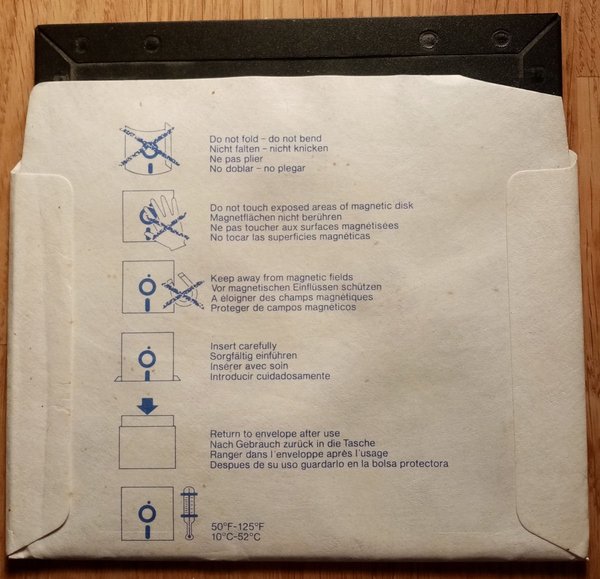 Do not fold – do not bend
Nicht falten – nicht knicken
Ne pas plier
No doblar – no plegar
Do not touch exposed areas of magnetic disk
Magnetflächen nicht berühren
Ne pas toucher aux surfaces magnétisées
No tocar las superficies magnéticas
Keep away from magnetic fields
Vor magnetischen Einflüssen schützen
A éloigner des champs magnétiques
Proteger de campos magnéticos
Insert carefully
Sorgfältig einführen
Insérer avec soin
Introducir cuidadosamente
Return to envelope after use
Nach Gebrauch zurück in die Tasche
Ranger dans l'enveloppe après l'usage
Despues de su uso guardarlo en la bolsa protectora
50°F-125°F
10°C-52°C